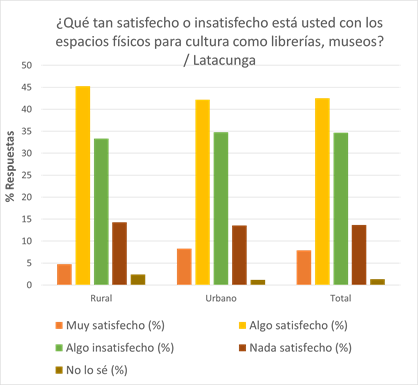 ¿Qué tan satisfecho o insatisfecho está usted con los
espacios físicos para cultura como librerías, museos?
/ Latacunga
% Respuestas
50
45
40
35
30
25
20
15
10
5
0
Rural Urbano Total
Muy satisfecho (%) Algo satisfecho (%)
Algo insatisfecho (%) Nada satisfecho (%)
No lo sé (%)